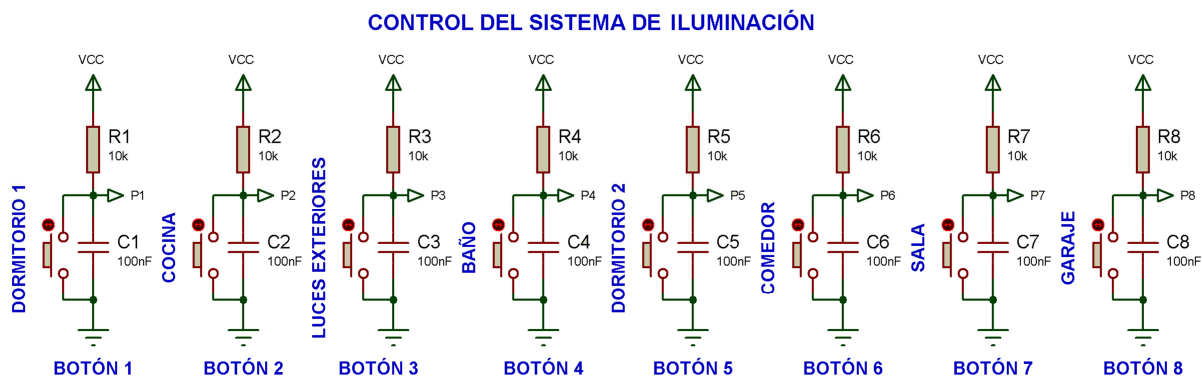 CONTROL DEL SISTEMA DE ILUMINACIÓN
VCC VCC VCC VCC VCC VCC VCC VCC
R1 R2 R3 R4 R5 R6 R7 R8
10k 10k 10k 10k 10k 10k 10k 10k
P1 P2 P3 P4 P5 P6 P7 P8
DORMITORIO 1
COCINA
LUCES EXTERIORES
BAÑO
DORMITORIO 2
COMEDOR
SALA
GARAJE
C1 C2 C3 C4 C5 C6 C7 C8
100nF 100nF 100nF 100nF 100nF 100nF 100nF 100nF
BOTÓN 1 BOTÓN 2 BOTÓN 3 BOTÓN 4 BOTÓN 5 BOTÓN 6 BOTÓN 7 BOTÓN 8